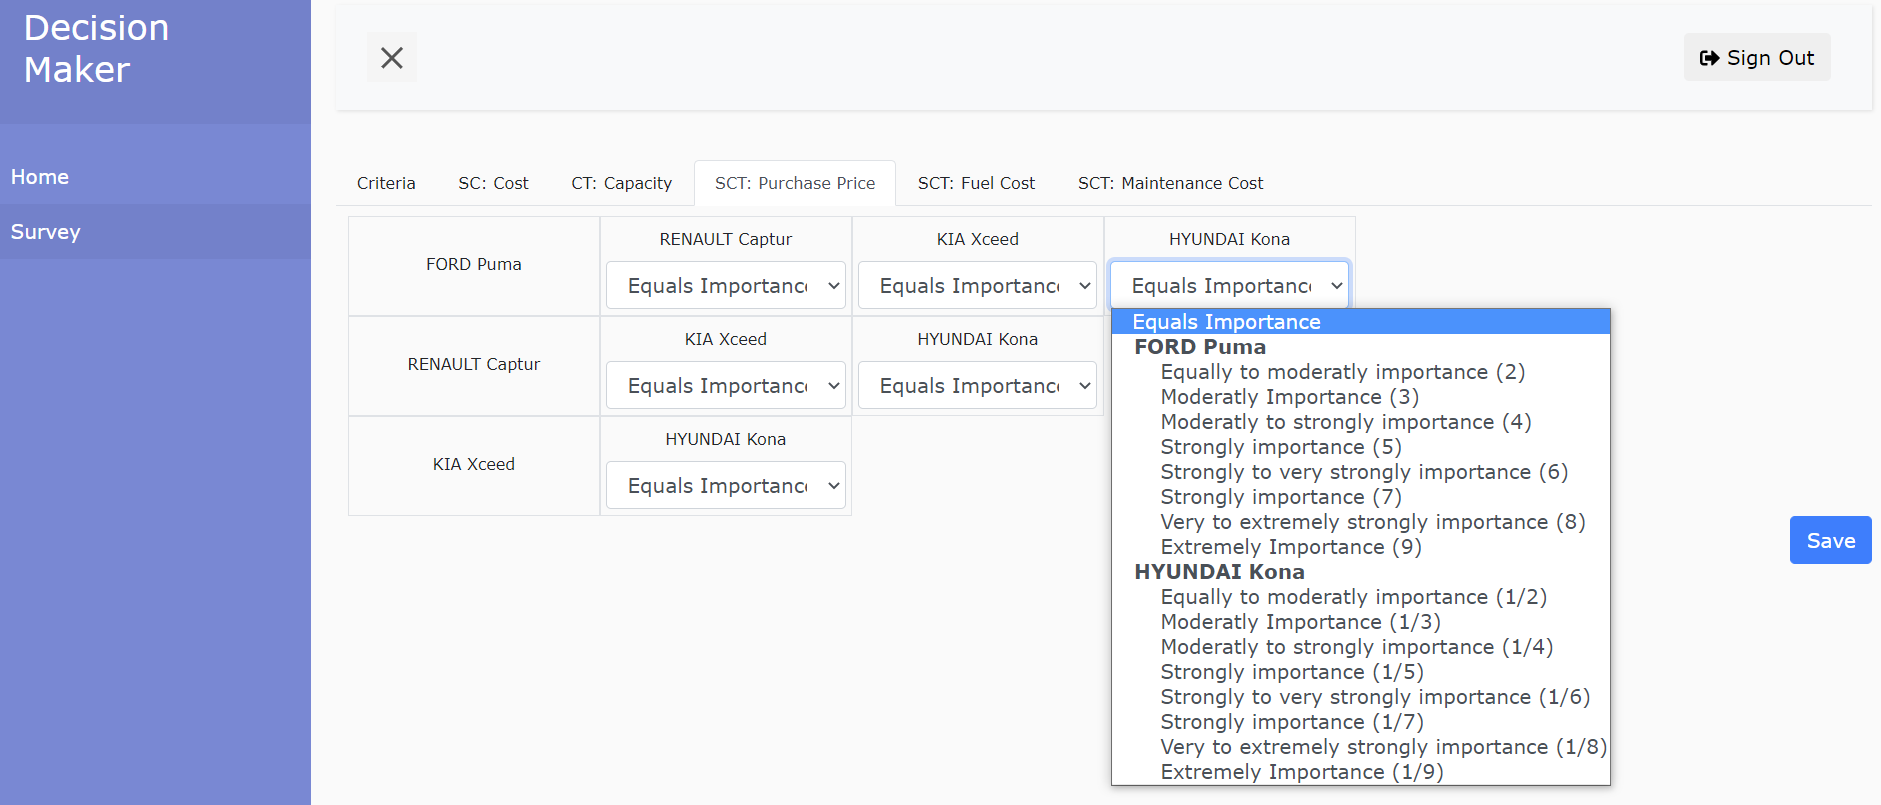 Decision
Maker
Sign Out
Home
Survey
Criteria
SC: Cost
CT: Capacity
SCT: Purchase Price
SCT: Fuel Cost
SCT: Maintenance Cost
FORD Puma
RENAULT Captur
Equals Importanc
KIA Xceed
Equals Importanc
HYUNDAI Kona
Equals Importanc
RENAULT Captur
KIA Xceed
Equals Importanc
HYUNDAI Kona
Equals Importanc
KIA Xceed
HYUNDAI Kona
Equals Importanc
Equals Importance
FORD Puma
Equally to moderatly importance (2)
Moderatly Importance (3)
Moderatly to strongly importance (4)
Strongly importance (5)
Strongly to very strongly importance (6)
Strongly importance (7)
Very to extremely strongly importance (8)
Extremely Importance (9)
HYUNDAI Kona
Equally to moderatly importance (1/2)
Moderatly Importance (1/3)
Moderatly to strongly importance (1/4)
Strongly importance (1/5)
Strongly to very strongly importance (1/6)
Strongly importance (1/7)
Very to extremely strongly importance (1/8)
Extremely Importance (1/9)
Save